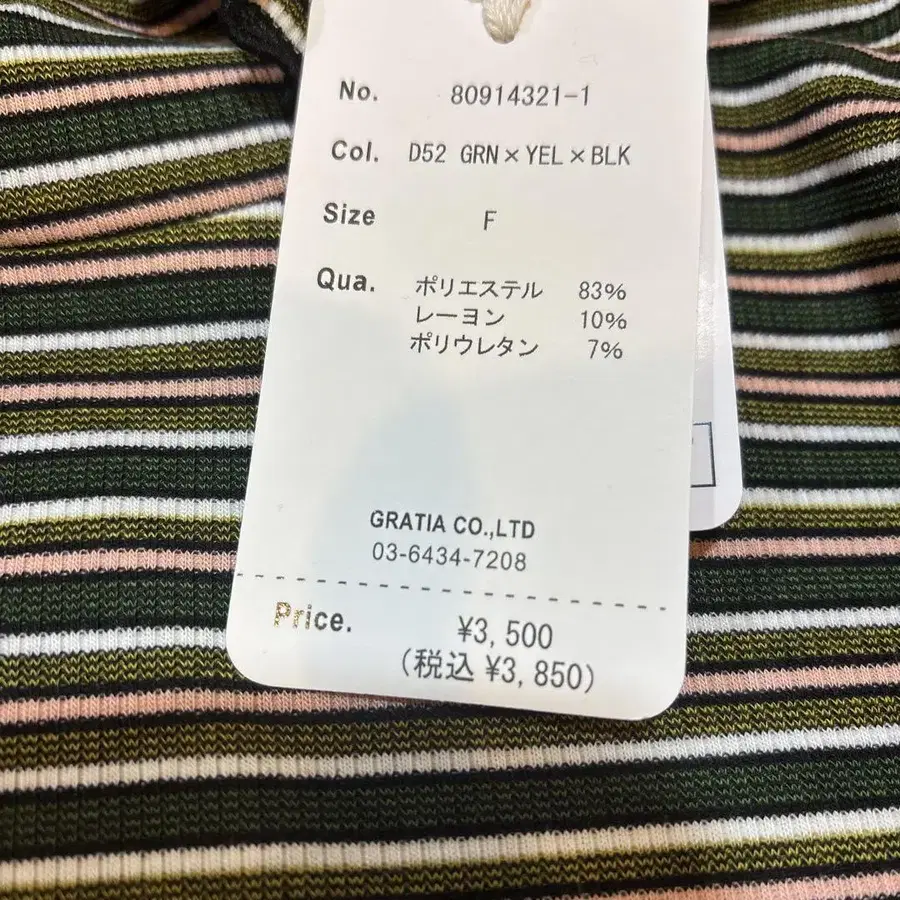 No. 80914321-1
Col. D52 GRN×YEL×BLK
Size F
Qua. ポリエステル 83%
レーヨン 10%
ポリウレタン 7%
GRATIA CO.,LTD
03-6434-7208
Price. ¥3,500
(税込 ¥3,850)